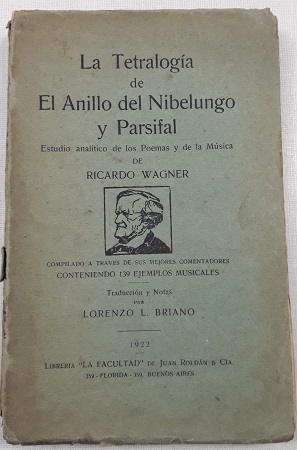 La Tetralogía
de
El Anillo del Nibelungo
y Parsifal
Estudio analítico de los Poemas y de la Música
DE
RICARDO WAGNER
COMPILADO A TRAVES DE SUS MEJORES COMENTADORES
CONTENIENDO 139 EJEMPLOS MUSICALES
Traducción y Notas
POR
LORENZO L. BRIANO
1922
LIBRERIA "LA FACULTAD" DE JUAN ROLDÁN & CIA.
359 - FLORIDA - 359, BUENOS AIRES